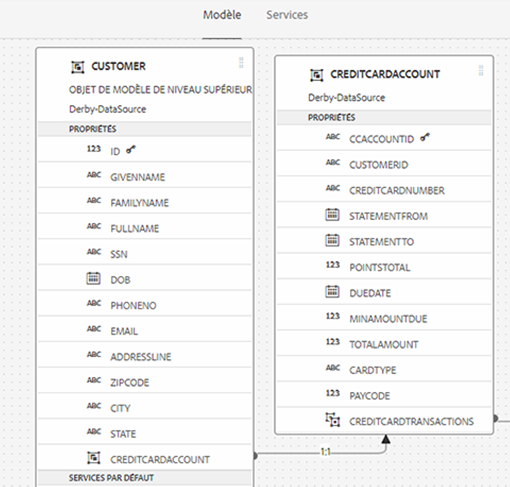 Modèle Services
CUSTOMER
OBJET DE MODÈLE DE NIVEAU SUPÉRIEUR
Derby-DataSource
PROPRIÉTÉS
123 ID
ABC GIVENNAME
ABC FAMILYNAME
ABC FULLNAME
ABC SSN
DOB
ABC PHONENO
ABC EMAIL
ABC ADDRESSLINE
ABC ZIPCODE
ABC CITY
ABC STATE
CREDITCARDACCOUNT
SERVICES PAR DÉFAUT
CREDITCARDACCOUNT
Derby-DataSource
PROPRIÉTÉS
ABC CCACCOUNTID
ABC CUSTOMERID
ABC CREDITCARDNUMBER
STATEMENTFROM
STATEMENTTO
123 POINTSTOTAL
DUEDATE
123 MINAMOUNTDUE
123 TOTALAMOUNT
ABC CARDTYPE
123 PAYCODE
CREDITCARDTRANSACTIONS
1:1